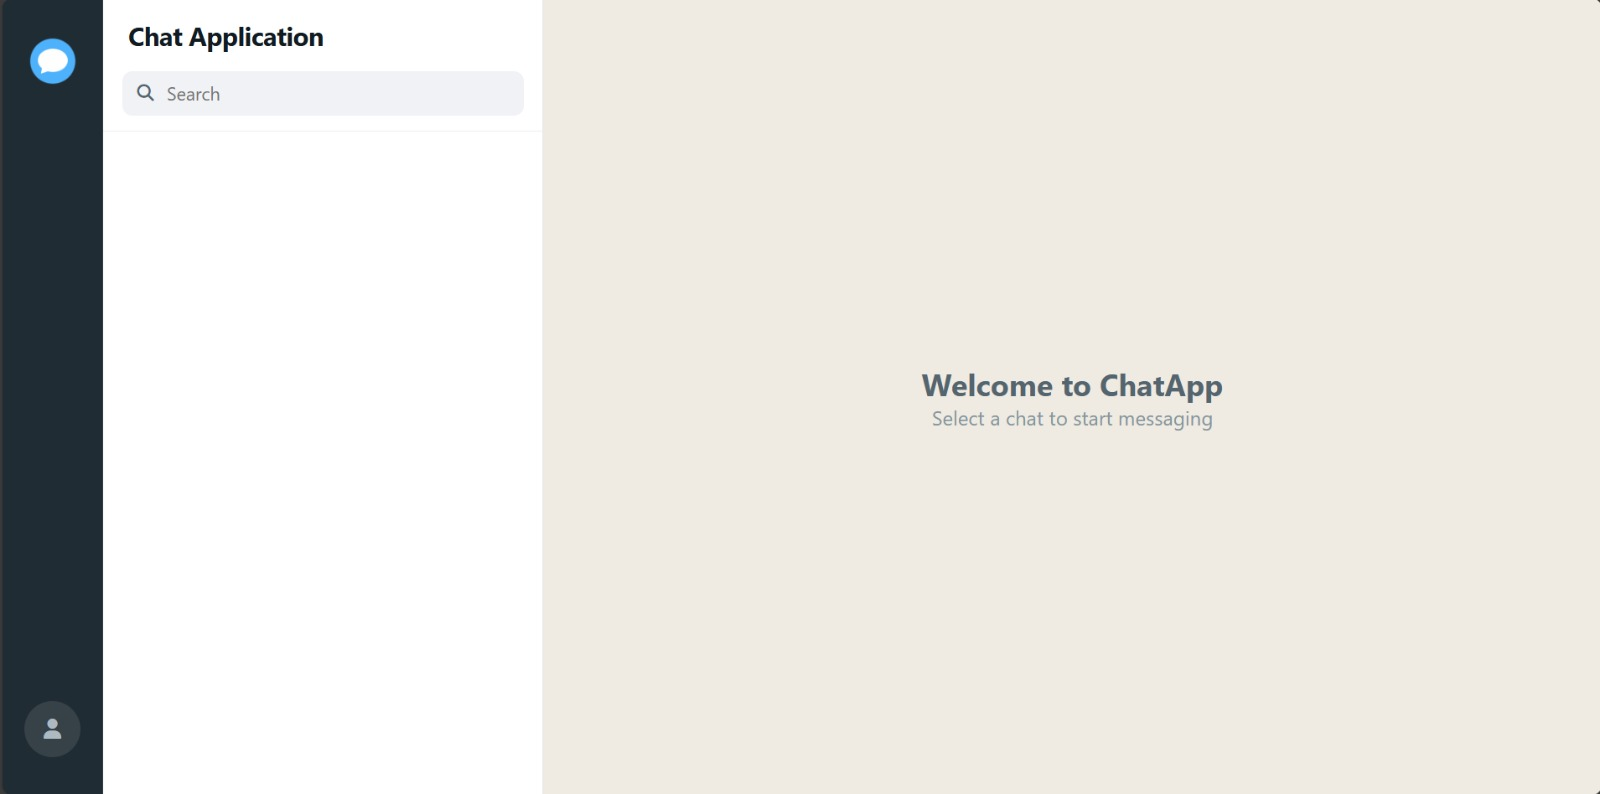 Chat Application
Search
Welcome to ChatApp
Select a chat to start messaging